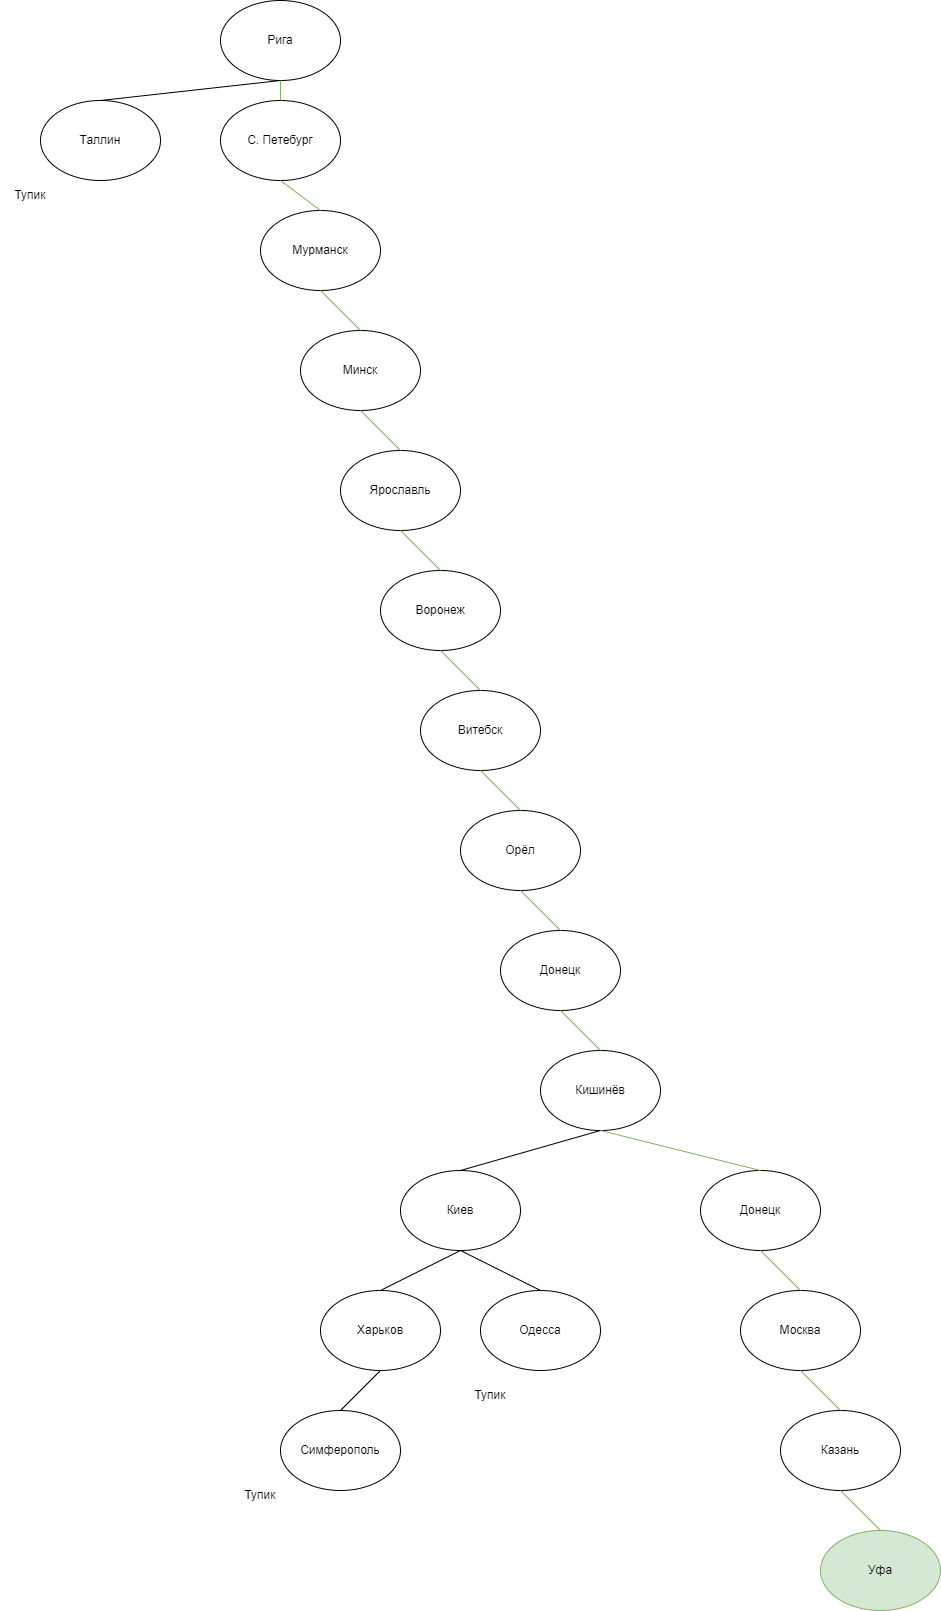 Рига
Таллин
С. Петебург
Тупик
Мурманск
Минск
Ярославль
Воронеж
Витебск
Орёл
Донецк
Кишинёв
Киев
Донецк
Харьков
Одесса
Москва
Тупик
Симферополь
Казань
Тупик
Уфа